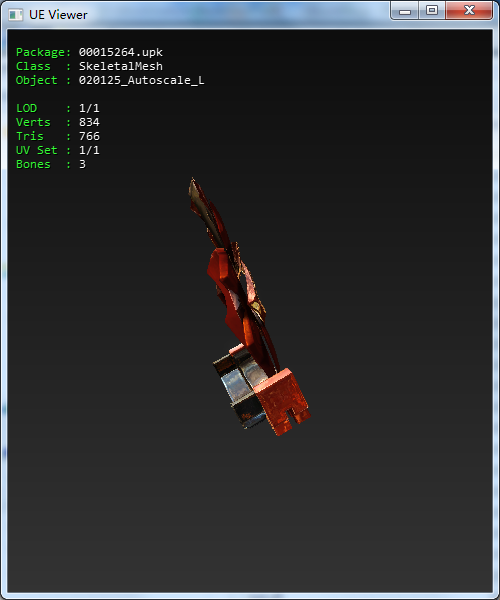 UE Viewer
Package: 00015264.upk
Class : SkeletalMesh
Object : 020125_Autoscale_L
LOD : 1/1
Verts : 834
Tris : 766
UV Set : 1/1
Bones : 3